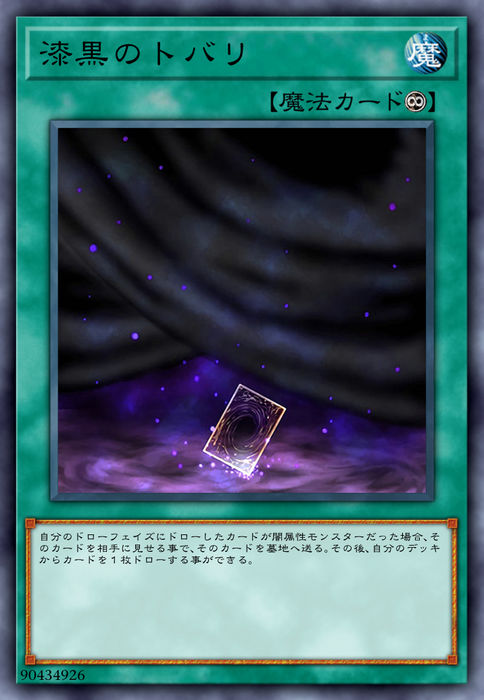 漆黒のトバリ
魔
【魔法カード♾】
自分のドローフェイズにドローしたカードが闇属性モンスターだった場合、そ
のカードを相手に見せる事で、そのカードを墓地へ送る。その後、自分のデッキ
からカードを１枚ドローする事ができる。
90434926